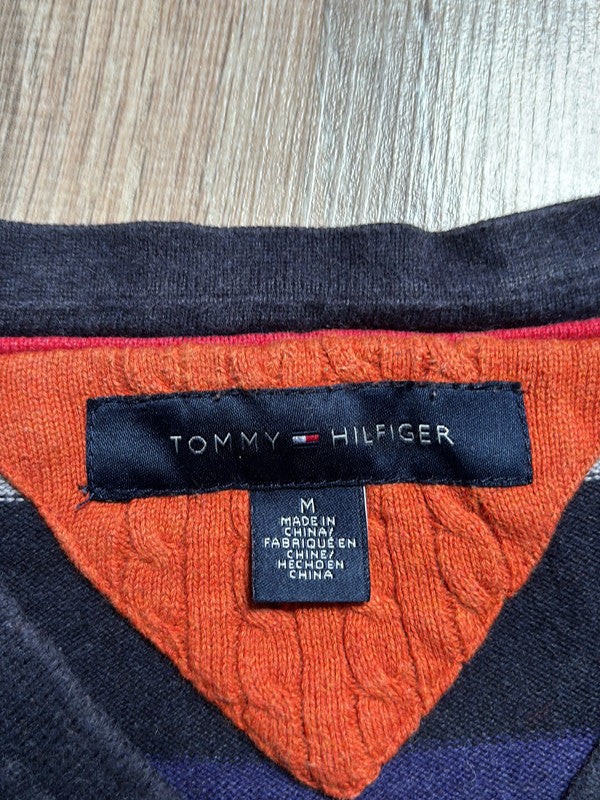 TOMMY HILFIGER
M
MADE IN
CHINA/
FABRIQUÉ EN
CHINE/
HECHO EN
CHINA